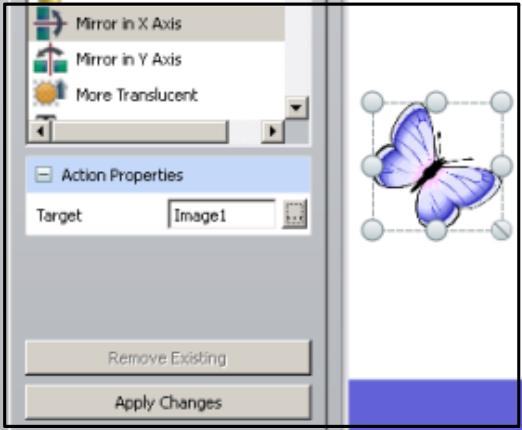 Mirror in X Axis
Mirror in Y Axis
More Translucent
Action Properties
Target Image1 ...
Remove Existing
Apply Changes